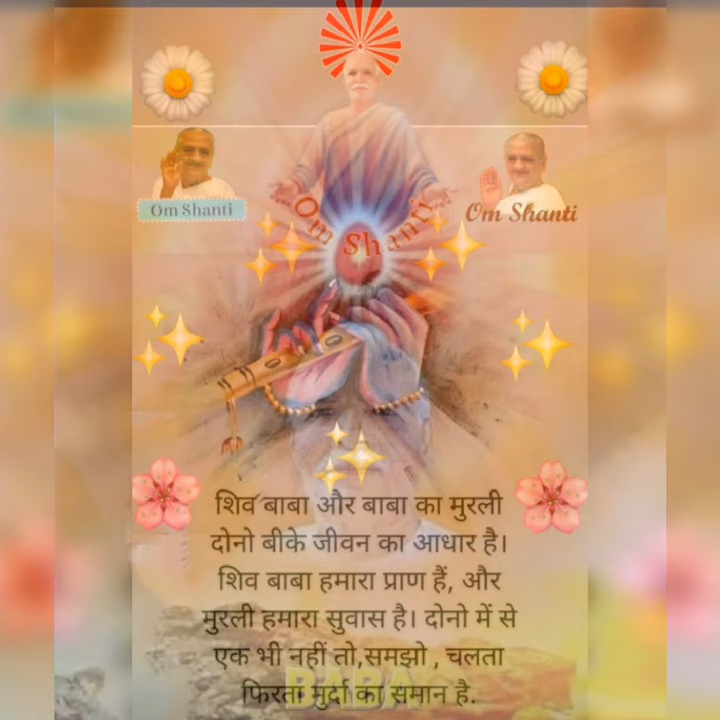 Om Shanti
Om Shanti
Om Shanti
शिव बाबा और बाबा का मुरली
दोनो बीके जीवन का आधार है।
शिव बाबा हमारा प्राण हैं, और
मुरली हमारा सुवास है। दोनो में से
एक भी नहीं तो,समझो , चलता
फिरता मुर्दा का समान है.
BABA